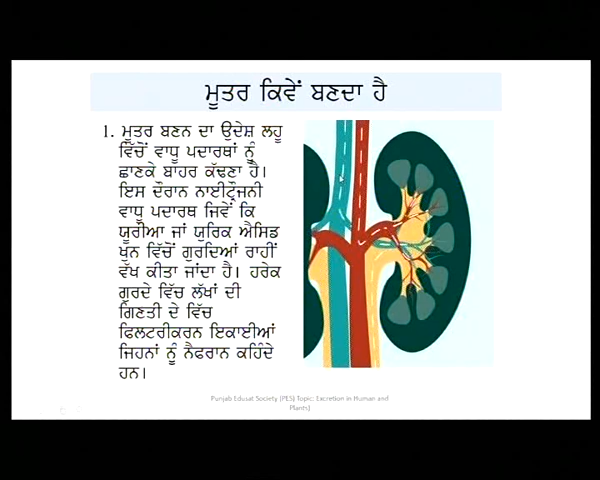 ਮੂਤਰ ਕਿਵੇਂ ਬਣਦਾ ਹੈ
1. ਮੂਤਰ ਬਣਨ ਦਾ ਉਦੇਸ਼ ਲਹੂ
ਵਿੱਚੋਂ ਵਾਧੂ ਪਦਾਰਥਾਂ ਨੂੰ
ਛਾਣਕੇ ਬਾਹਰ ਕੱਢਣਾ ਹੈ।
ਇਸ ਦੌਰਾਨ ਨਾਈਟ੍ਰੌਜਨੀ
ਵਾਧੂ ਪਦਾਰਥ ਜਿਵੇਂ ਕਿ
ਯੂਰੀਆ ਜਾਂ ਯੁਰਿਕ ਐਸਿਡ
ਖੂਨ ਵਿੱਚੋਂ ਗੁਰਦਿਆਂ ਰਾਹੀਂ
ਵੱਖ ਕੀਤਾ ਜਾਂਦਾ ਹੈ। ਹਰੇਕ
ਗੁਰਦੇ ਵਿੱਚ ਲੱਖਾਂ ਦੀ
ਗਿਣਤੀ ਦੇ ਵਿੱਚ
ਫਿਲਟਰੀਕਰਨ ਇਕਾਈਆਂ
ਜਿਹਨਾਂ ਨੂੰ ਨੈਫਰਾਨ ਕਹਿੰਦੇ
ਹਨ।
Punjab Edusat Society (PES) Topic: Excretion in Human and
Plants)